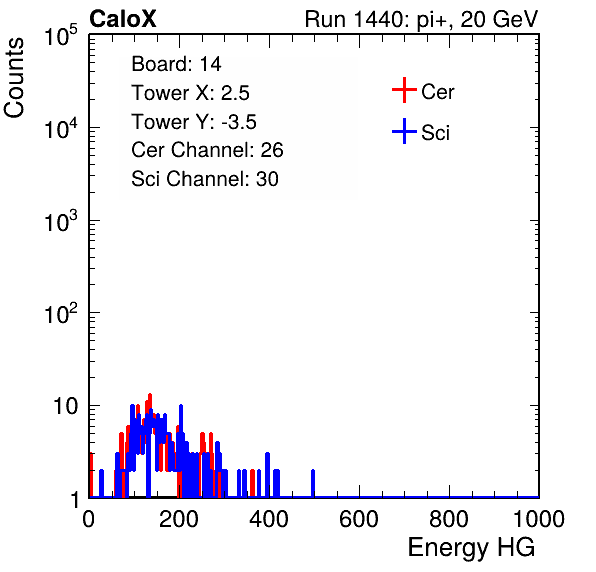 CaloX Run 1440: pi+, 20 GeV
Counts
Board: 14
Tower X: 2.5
Tower Y: -3.5
Cer Channel: 26
Sci Channel: 30
Cer
Sci
10^5
10^4
10^3
10^2
10
1
0 200 400 600 800 1000
Energy HG